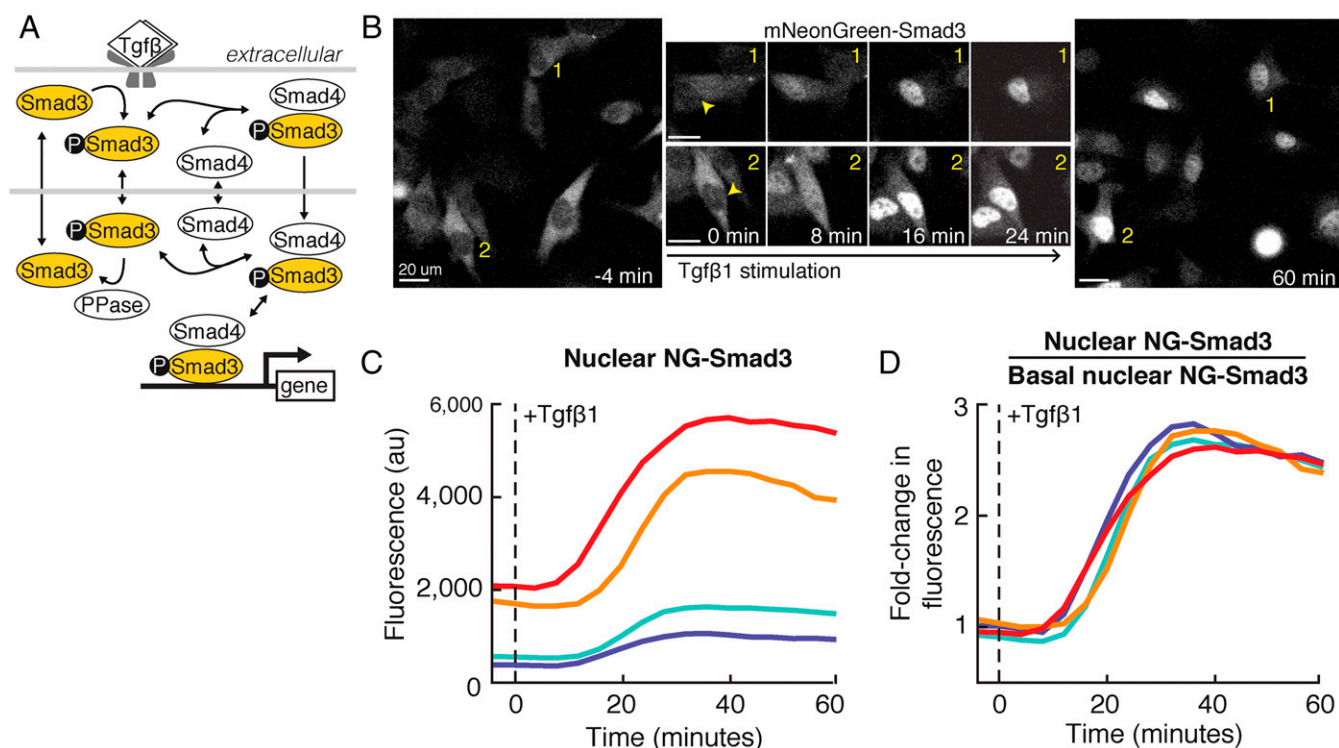 A
Tgfβ
extracellular
Smad3
P Smad3
Smad4
Smad4
P Smad3
P Smad3
Smad4
Smad4
Smad3
P Smad3
PPase
Smad4
P Smad3
gene
B
mNeonGreen-Smad3
1
2
20 um
-4 min
1
1
1
1
2
2
2
2
0 min
8 min
16 min
24 min
Tgfβ1 stimulation
1
2
60 min
C
Nuclear NG-Smad3
+Tgfβ1
Fluorescence (au)
6,000
4,000
2,000
0
0
20
40
60
Time (minutes)
D
Nuclear NG-Smad3
Basal nuclear NG-Smad3
+Tgfβ1
Fold-change in
fluorescence
3
2
1
0
20
40
60
Time (minutes)